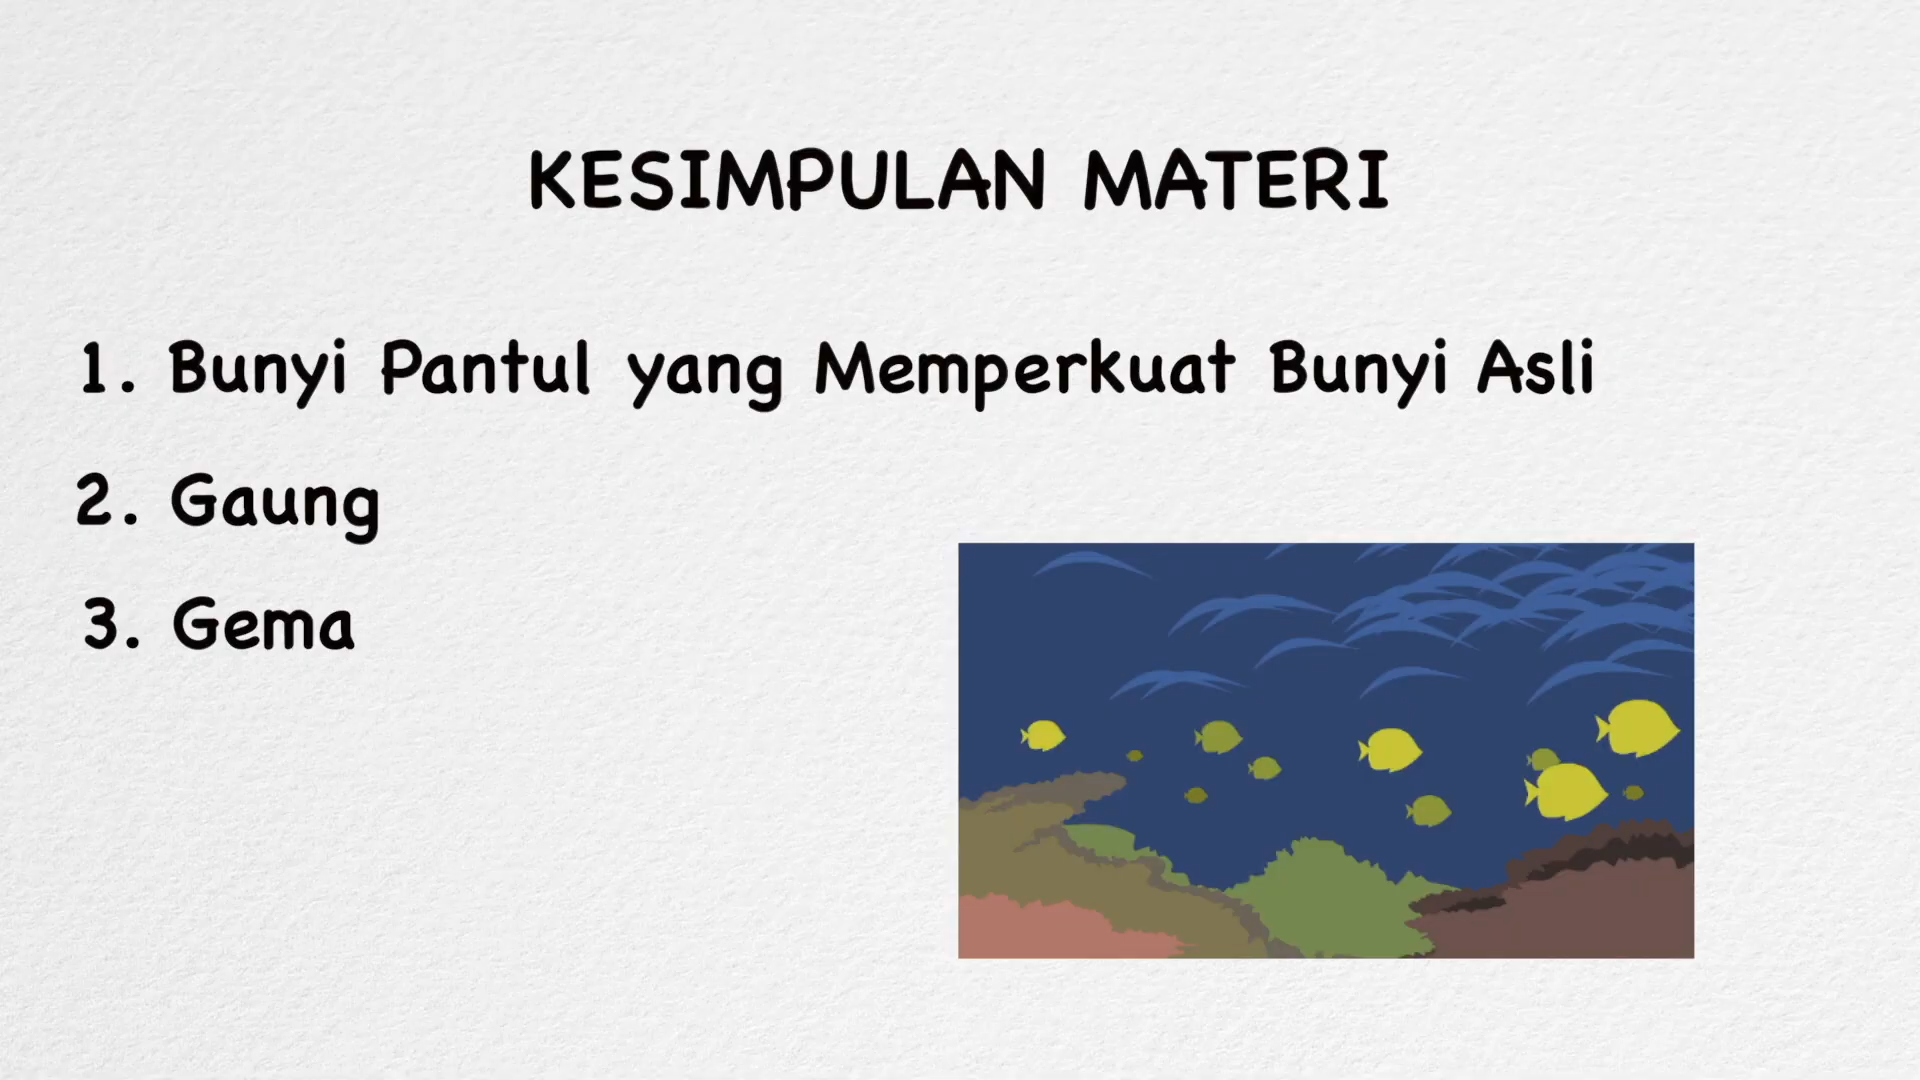 KESIMPULAN MATERI
1. Bunyi Pantul yang Memperkuat Bunyi Asli
2. Gaung
3. Gema